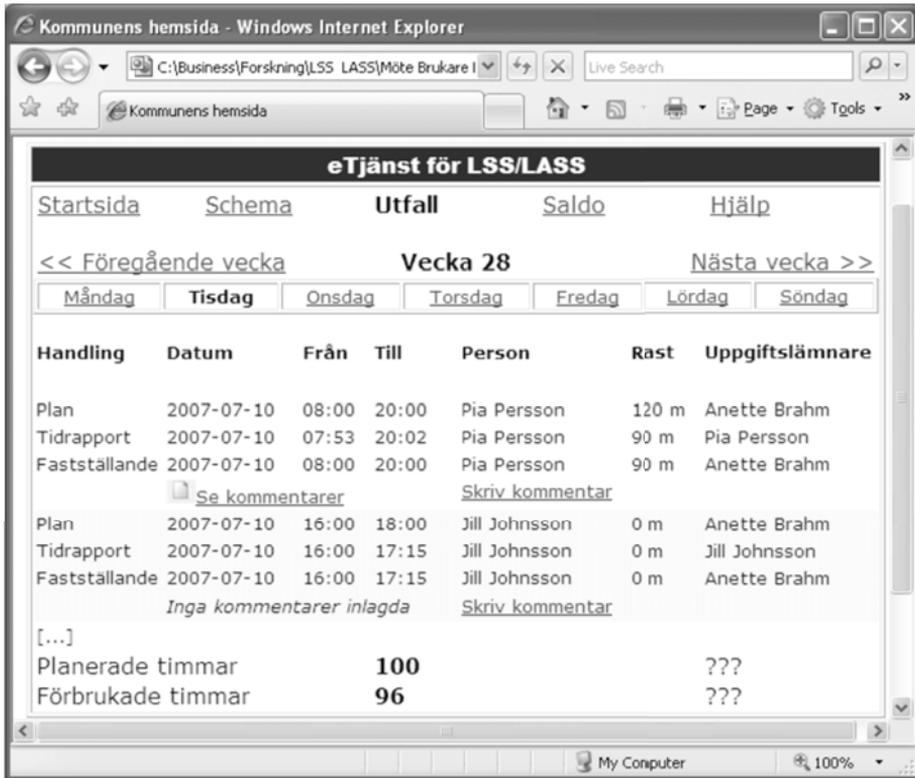 Kommunens hemsida - Windows Internet Explorer
C:\Business\Forskning\LSS LASS\Möte Brukare I
Live Search
Kommunens hemsida
Page
Tools
»
eTjänst för LSS/LASS
Startsida Schema Utfall Saldo Hjälp
<< Föregående vecka Vecka 28 Nästa vecka >>
Måndag Tisdag Onsdag Torsdag Fredag Lördag Söndag
Handling Datum Från Till Person Rast Uppgiftslämnare
Plan 2007-07-10 08:00 20:00 Pia Persson 120 m Anette Brahm
Tidrapport 2007-07-10 07:53 20:02 Pia Persson 90 m Pia Persson
Fastställande 2007-07-10 08:00 20:00 Pia Persson 90 m Anette Brahm
Se kommentarer Skriv kommentar
Plan 2007-07-10 16:00 18:00 Jill Johnsson 0 m Anette Brahm
Tidrapport 2007-07-10 16:00 17:15 Jill Johnsson 0 m Jill Johnsson
Fastställande 2007-07-10 16:00 17:15 Jill Johnsson 0 m Anette Brahm
Inga kommentarer inlagda Skriv kommentar
[...]
Planerade timmar 100 ???
Förbrukade timmar 96 ???
My Computer 100%